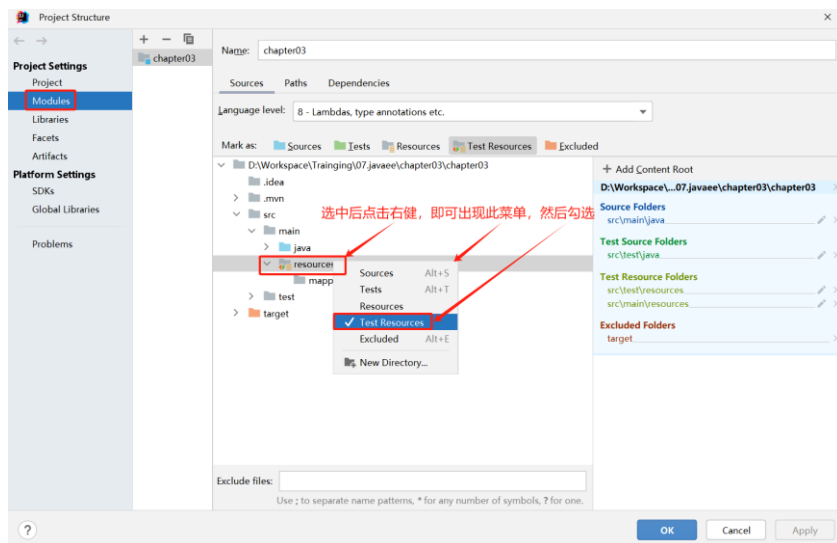 Project Structure
Project Settings
Project
Modules
Libraries
Facets
Artifacts
Platform Settings
SDKs
Global Libraries
Problems
chapter03
Name: chapter03
Sources Paths Dependencies
Language level: 8 - Lambdas, type annotations etc.
Mark as: Sources Tests Resources Test Resources Excluded
D:\Workspace\Trainging\07.javaee\chapter03\chapter03
.idea
.mvn
src
选中后点击右健，即可出现此菜单，然后勾选
main
java
resources
mapp
test
target
Sources Alt+S
Tests Alt+T
Resources
Test Resources
Excluded Alt+E
New Directory...
+ Add Content Root
D:\Workspace\...07.javaee\chapter03\chapter03
Source Folders
src\main\java
Test Source Folders
src\test\java
Test Resource Folders
src\test\resources
src\main\resources
Excluded Folders
target
Exclude files:
Use ; to separate name patterns, * for any number of symbols, ? for one.
?
OK Cancel Apply